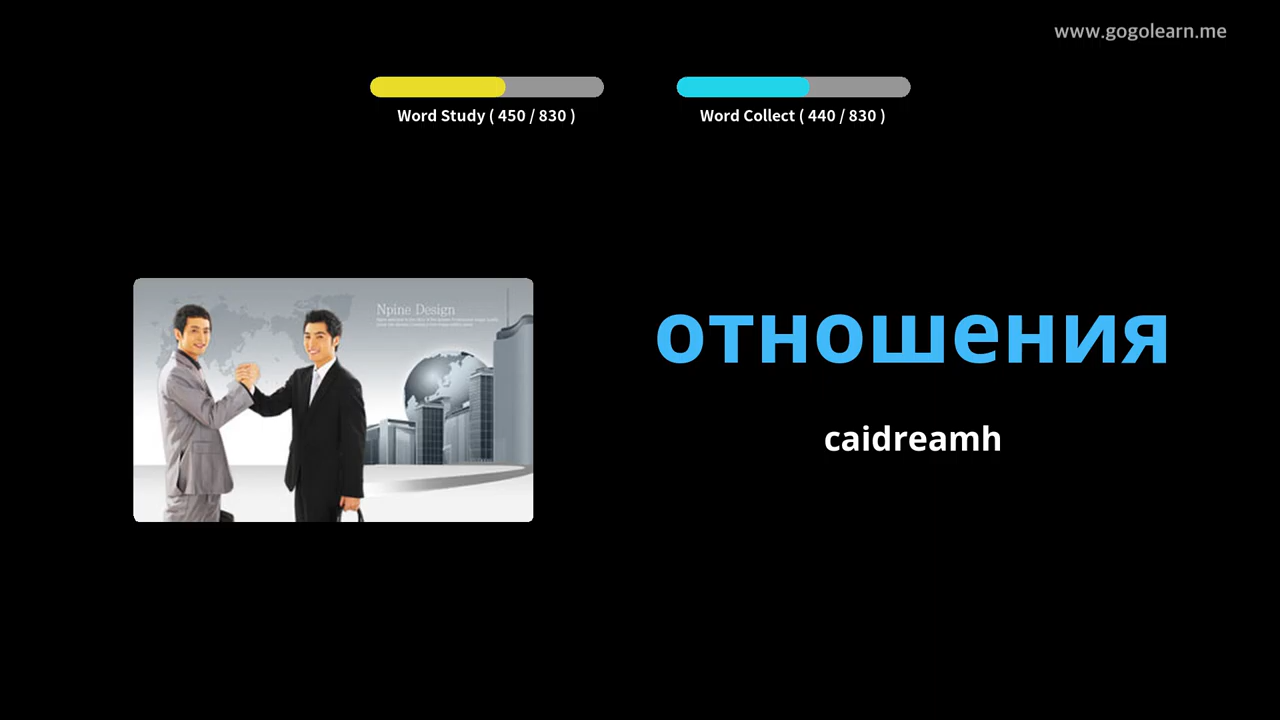 www.gogolearn.me
Word Study ( 450 / 830 )
Word Collect ( 440 / 830 )
Npine Design
отношения
caidreamh